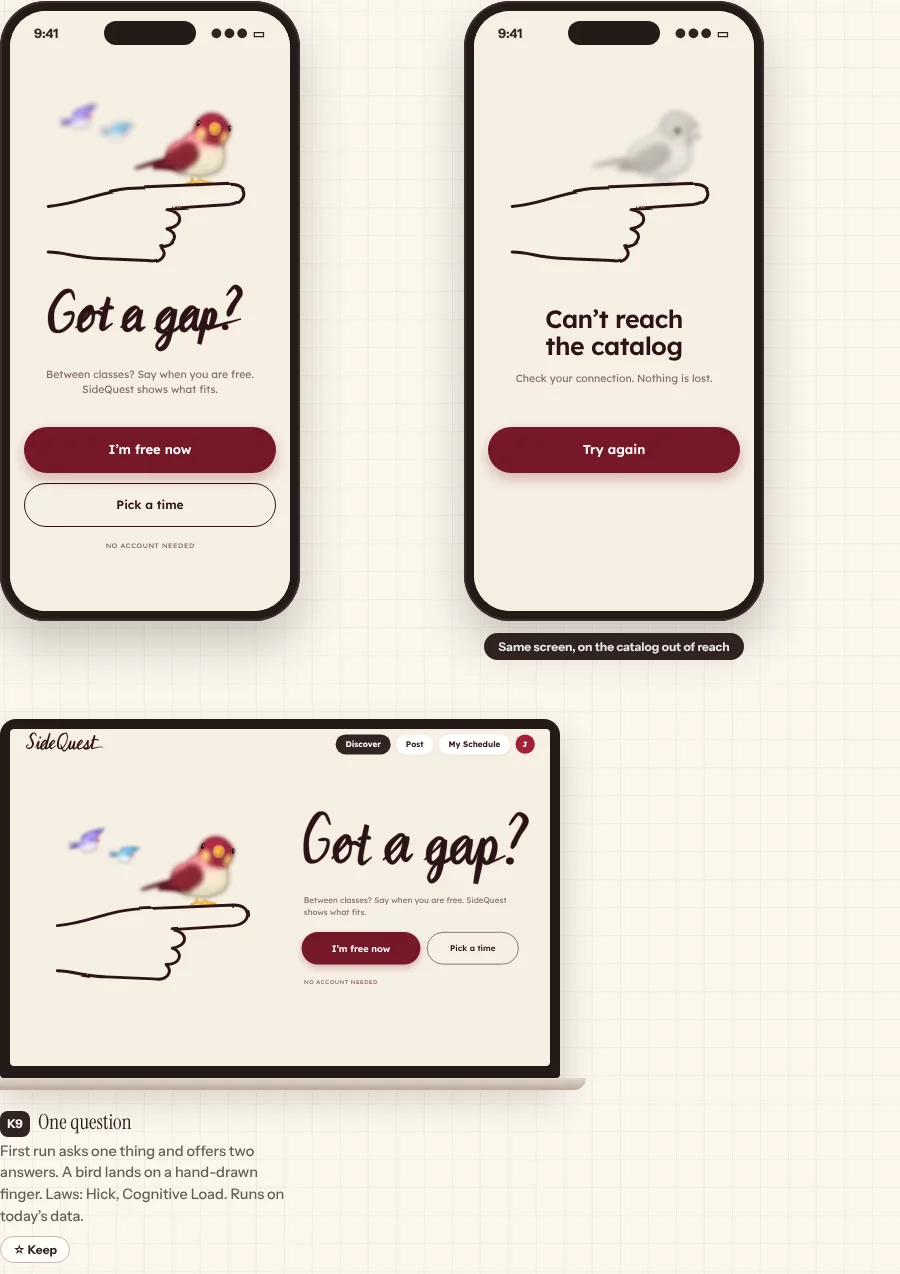 9:41
Got a gap?
Between classes? Say when you are free.
SideQuest shows what fits.
I'm free now
Pick a time
NO ACCOUNT NEEDED
9:41
Can't reach
the catalog
Check your connection. Nothing is lost.
Try again
Same screen, on the catalog out of reach
SideQuest
Discover
Post
My Schedule
J
Got a gap?
Between classes? Say when you are free. SideQuest
shows what fits.
I'm free now
Pick a time
NO ACCOUNT NEEDED
K9
One question
First run asks one thing and offers two
answers. A bird lands on a hand-drawn
finger. Laws: Hick, Cognitive Load. Runs on
today's data.
☆ Keep